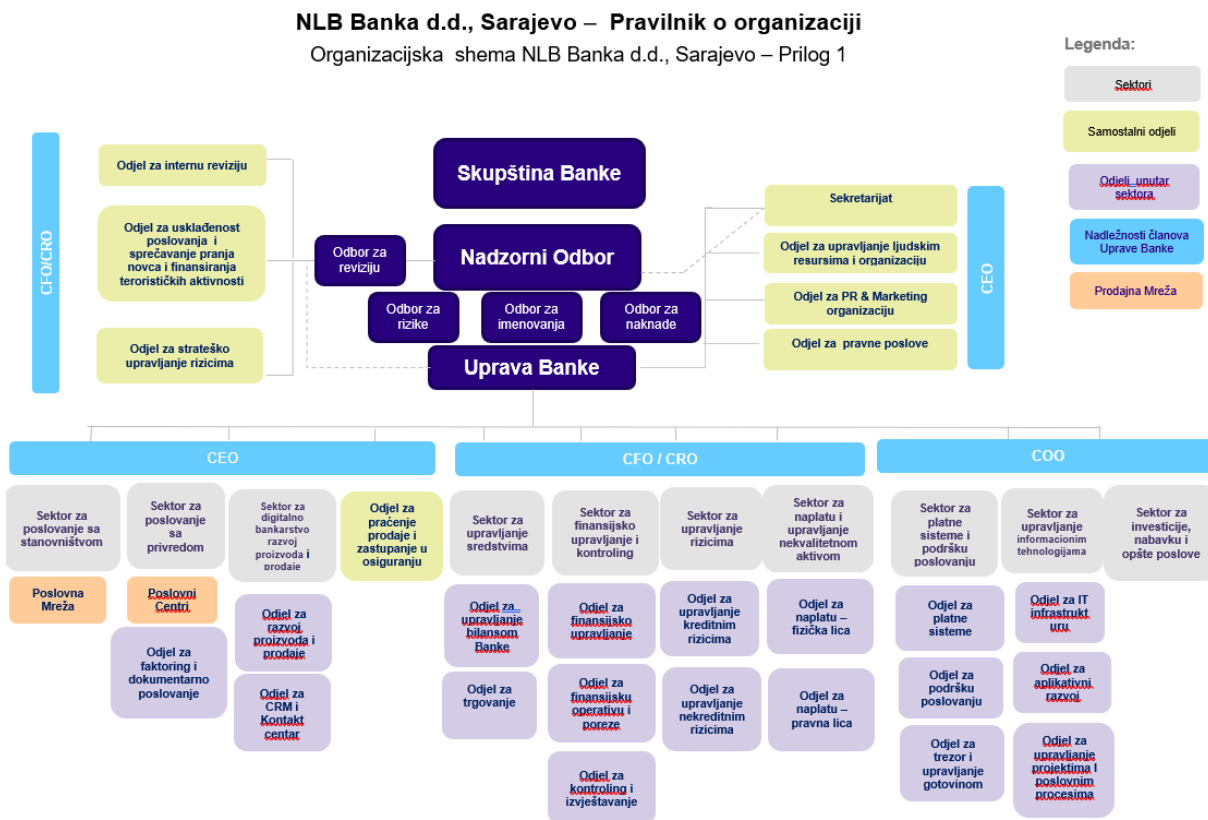 NLB Banka d.d., Sarajevo – Pravilnik o organizaciji
Organizacijska shema NLB Banka d.d., Sarajevo – Prilog 1
Legenda:
Sektori
Samostalni odjeli
Odjeli unutar
sektora
Nadležnosti članova
Uprave Banke
Prodajna Mreža
CFO/CRO
Odjel za internu reviziju
Odjel za usklađenost
poslovanja i
sprečavanje pranja
novca i finansiranja
terorističkih aktivnosti
Odjel za strateško
upravljanje rizicima
Skupština Banke
Odbor za
reviziju
Nadzorni Odbor
Odbor za
rizike
Odbor za
imenovanja
Odbor za
naknade
Uprava Banke
Sekretarijat
Odjel za upravljanje ljudskim
resursima i organizaciju
Odjel za PR & Marketing
organizaciju
Odjel za pravne poslove
CEO
CEO
CFO / CRO
COO
Sektor za
poslovanje sa
stanovništvom
Sektor za
poslovanje
sa
privredom
Sektor za
digitalno
bankarstvo
razvoj
proizvoda i
prodaje
Odjel za
praćenje
prodaje i
zastupanje u
osiguranju
Sektor za
upravljanje
sredstvima
Sektor za
finansijsko
upravljanje i
kontroling
Sektor za
upravljanje
rizicima
Sektor za
naplatu i
upravljanje
nekvalitetnom
aktivom
Sektor za
platne
sisteme i
podršku
poslovanju
Sektor za
upravljanje
informacionim
tehnologijama
Sektor za
investicije,
nabavku i
opšte poslove
Poslovna
Mreža
Poslovni
Centri
Odjel za
faktoring i
dokumentarno
poslovanje
Odjel za
razvoj
proizvoda i
prodaje
Odjel za
CRM i
Kontakt
centar
Odjel za
upravljanje
bilansom
Banke
Odjel za
trgovanje
Odjel za
finansijsko
upravljanje
Odjel za
finansijsku
operativu i
poreze
Odjel za
kontroling i
izvještavanje
Odjel za
upravljanje
kreditnim
rizicima
Odjel za
upravljanje
nekreditnim
rizicima
Odjel za
naplatu –
fizička lica
Odjel za
naplatu –
pravna lica
Odjel za
platne
sisteme
Odjel za
podršku
poslovanju
Odjel za
trezor i
upravljanje
gotovinom
Odjel za IT
infrastrukt
uru
Odjel za
aplikativni
razvoj
Odjel za
upravljanje
projektima I
poslovnim
procesima